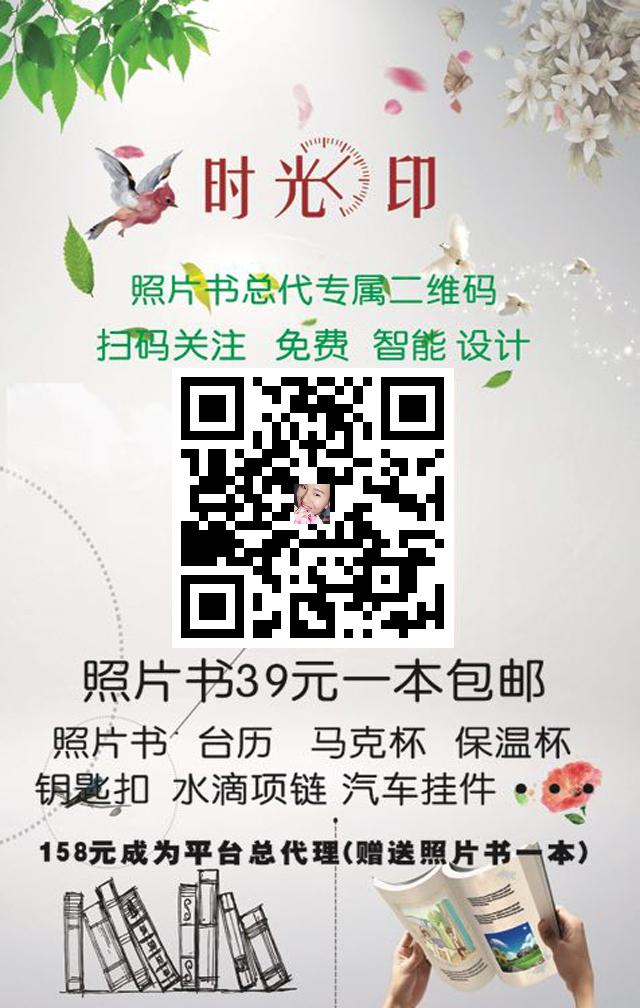 时光印
照片书总代专属二维码
扫码关注 免费 智能 设计
照片书39元一本包邮
照片书 台历 马克杯 保温杯
钥匙扣 水滴项链 汽车挂件
158元成为平台总代理(赠送照片书一本)